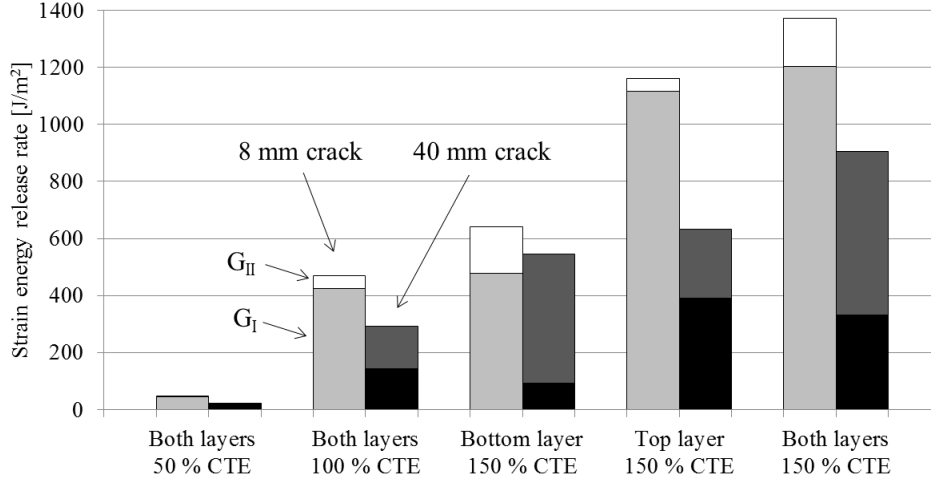 Strain energy release rate [J/m²]
1400
1200
1000
800
600
400
200
0
8 mm crack
40 mm crack
G_II
G_I
Both layers
50 % CTE
Both layers
100 % CTE
Bottom layer
150 % CTE
Top layer
150 % CTE
Both layers
150 % CTE